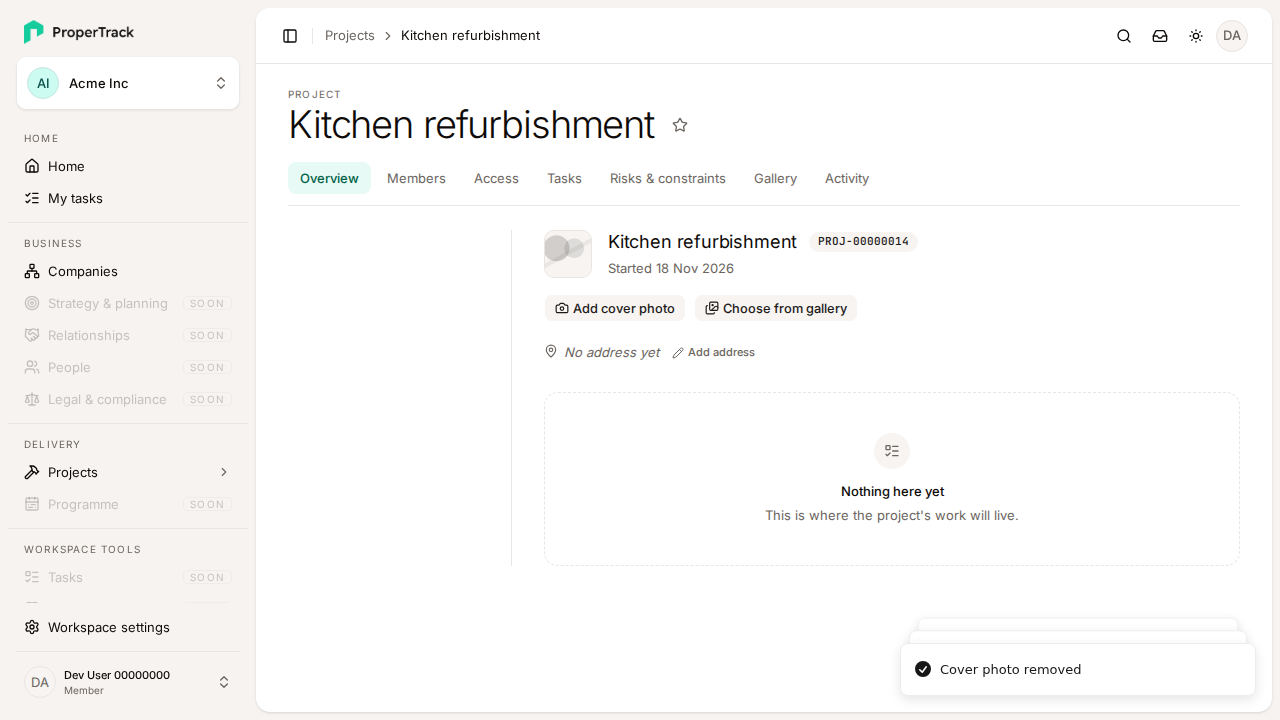 ProperTrack
AI
Acme Inc
HOME
Home
My tasks
BUSINESS
Companies
Strategy & planning SOON
Relationships SOON
People SOON
Legal & compliance SOON
DELIVERY
Projects
Programme SOON
WORKSPACE TOOLS
Tasks SOON
Workspace settings
DA
Dev User 00000000
Member
Projects > Kitchen refurbishment
DA
PROJECT
Kitchen refurbishment
Overview Members Access Tasks Risks & constraints Gallery Activity
Kitchen refurbishment PROJ-00000014
Started 18 Nov 2026
Add cover photo Choose from gallery
No address yet Add address
Nothing here yet
This is where the project's work will live.
Cover photo removed